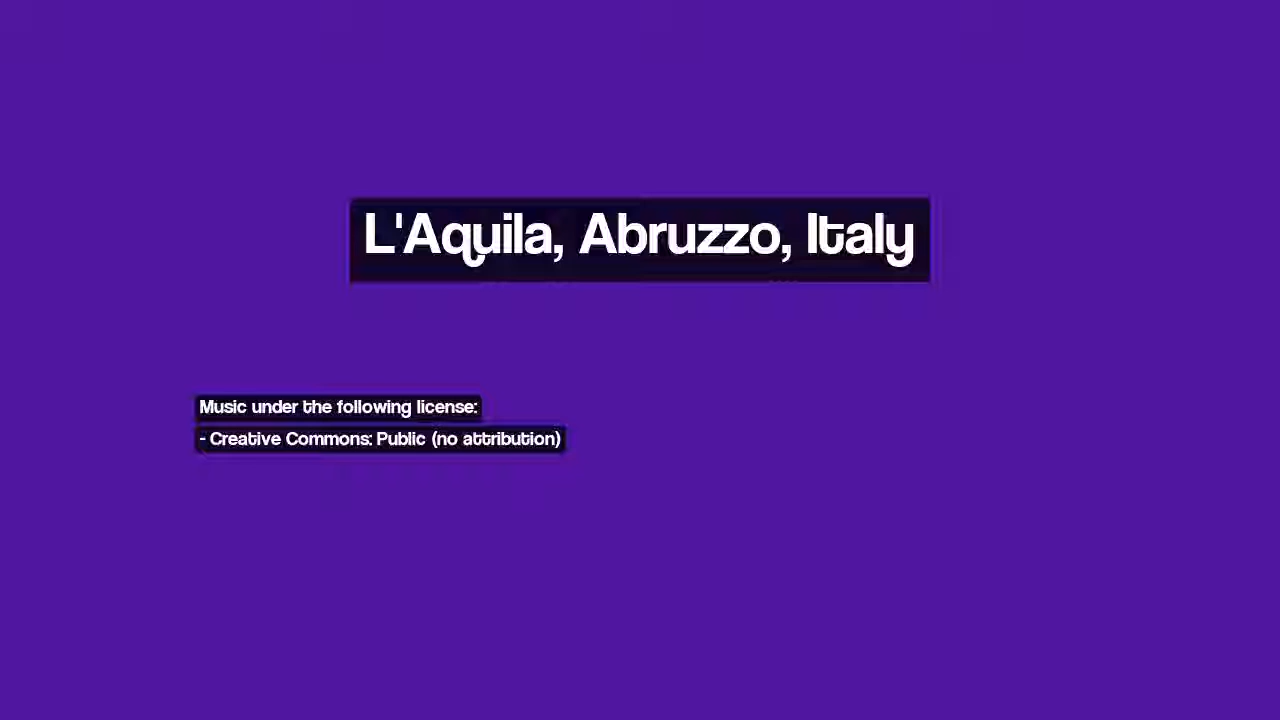 L'Aquila, Abruzzo, Italy
Music under the following license:
- Creative Commons: Public (no attribution)